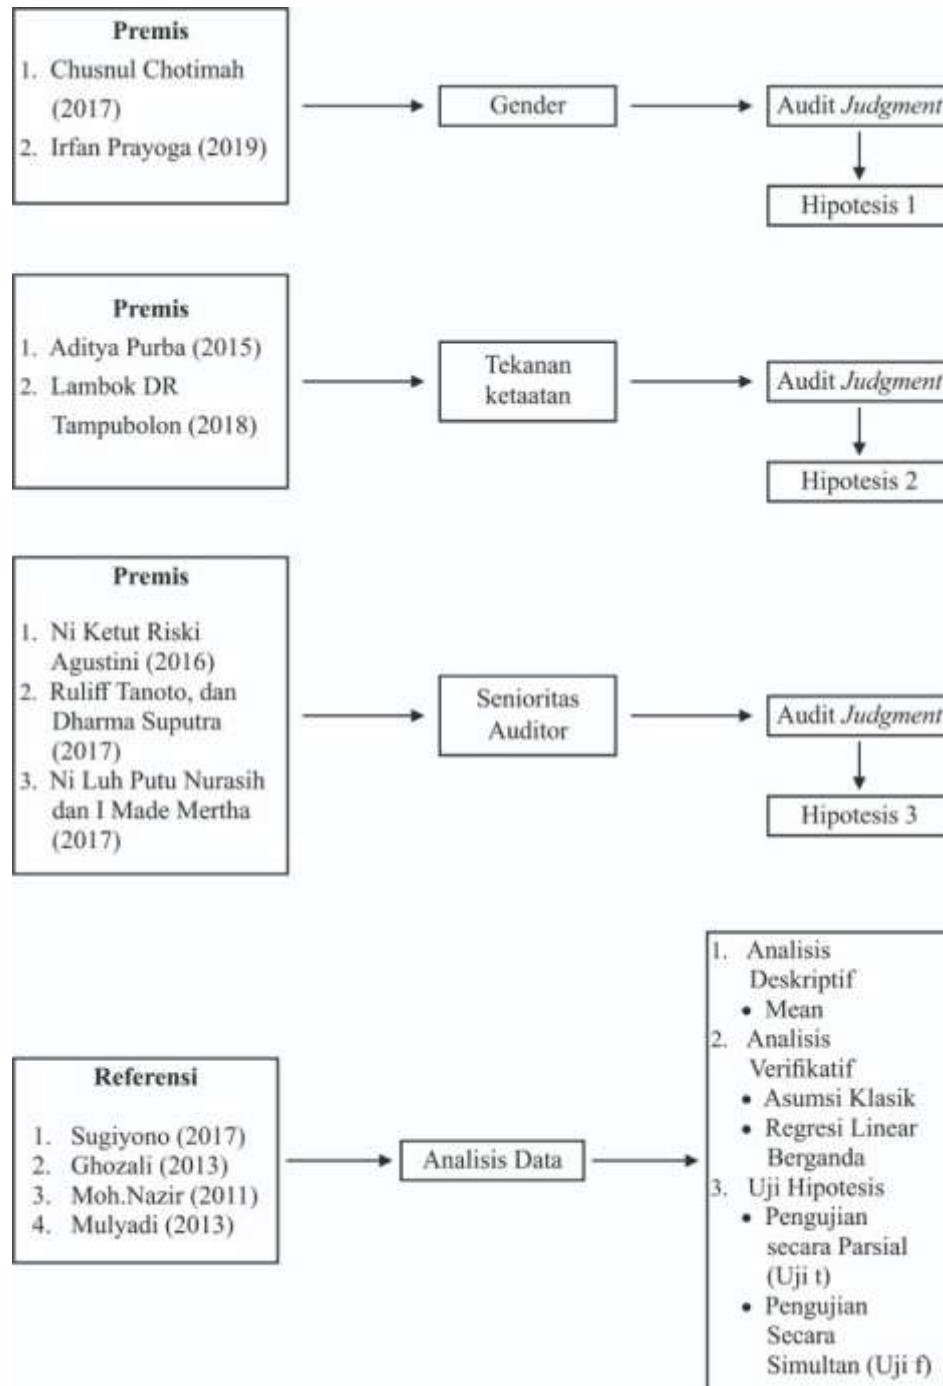 Premis
1. Chusnul Chotimah
(2017)
2. Irfan Prayoga (2019)
Gender
Audit Judgment
Hipotesis 1
Premis
1. Aditya Purba (2015)
2. Lambok DR
Tampubolon (2018)
Tekanan
ketaatan
Audit Judgment
Hipotesis 2
Premis
1. Ni Ketut Riski
Agustini (2016)
2. Ruliff Tanoto, dan
Dharma Suputra
(2017)
3. Ni Luh Putu Nurasih
dan I Made Mertha
(2017)
Senioritas
Auditor
Audit Judgment
Hipotesis 3
Referensi
1. Sugiyono (2017)
2. Ghozali (2013)
3. Moh.Nazir (2011)
4. Mulyadi (2013)
Analisis Data
1. Analisis
Deskriptif
• Mean
2. Analisis
Verifikatif
• Asumsi Klasik
• Regresi Linear
Berganda
3. Uji Hipotesis
• Pengujian
secara Parsial
(Uji t)
• Pengujian
Secara
Simultan (Uji f)